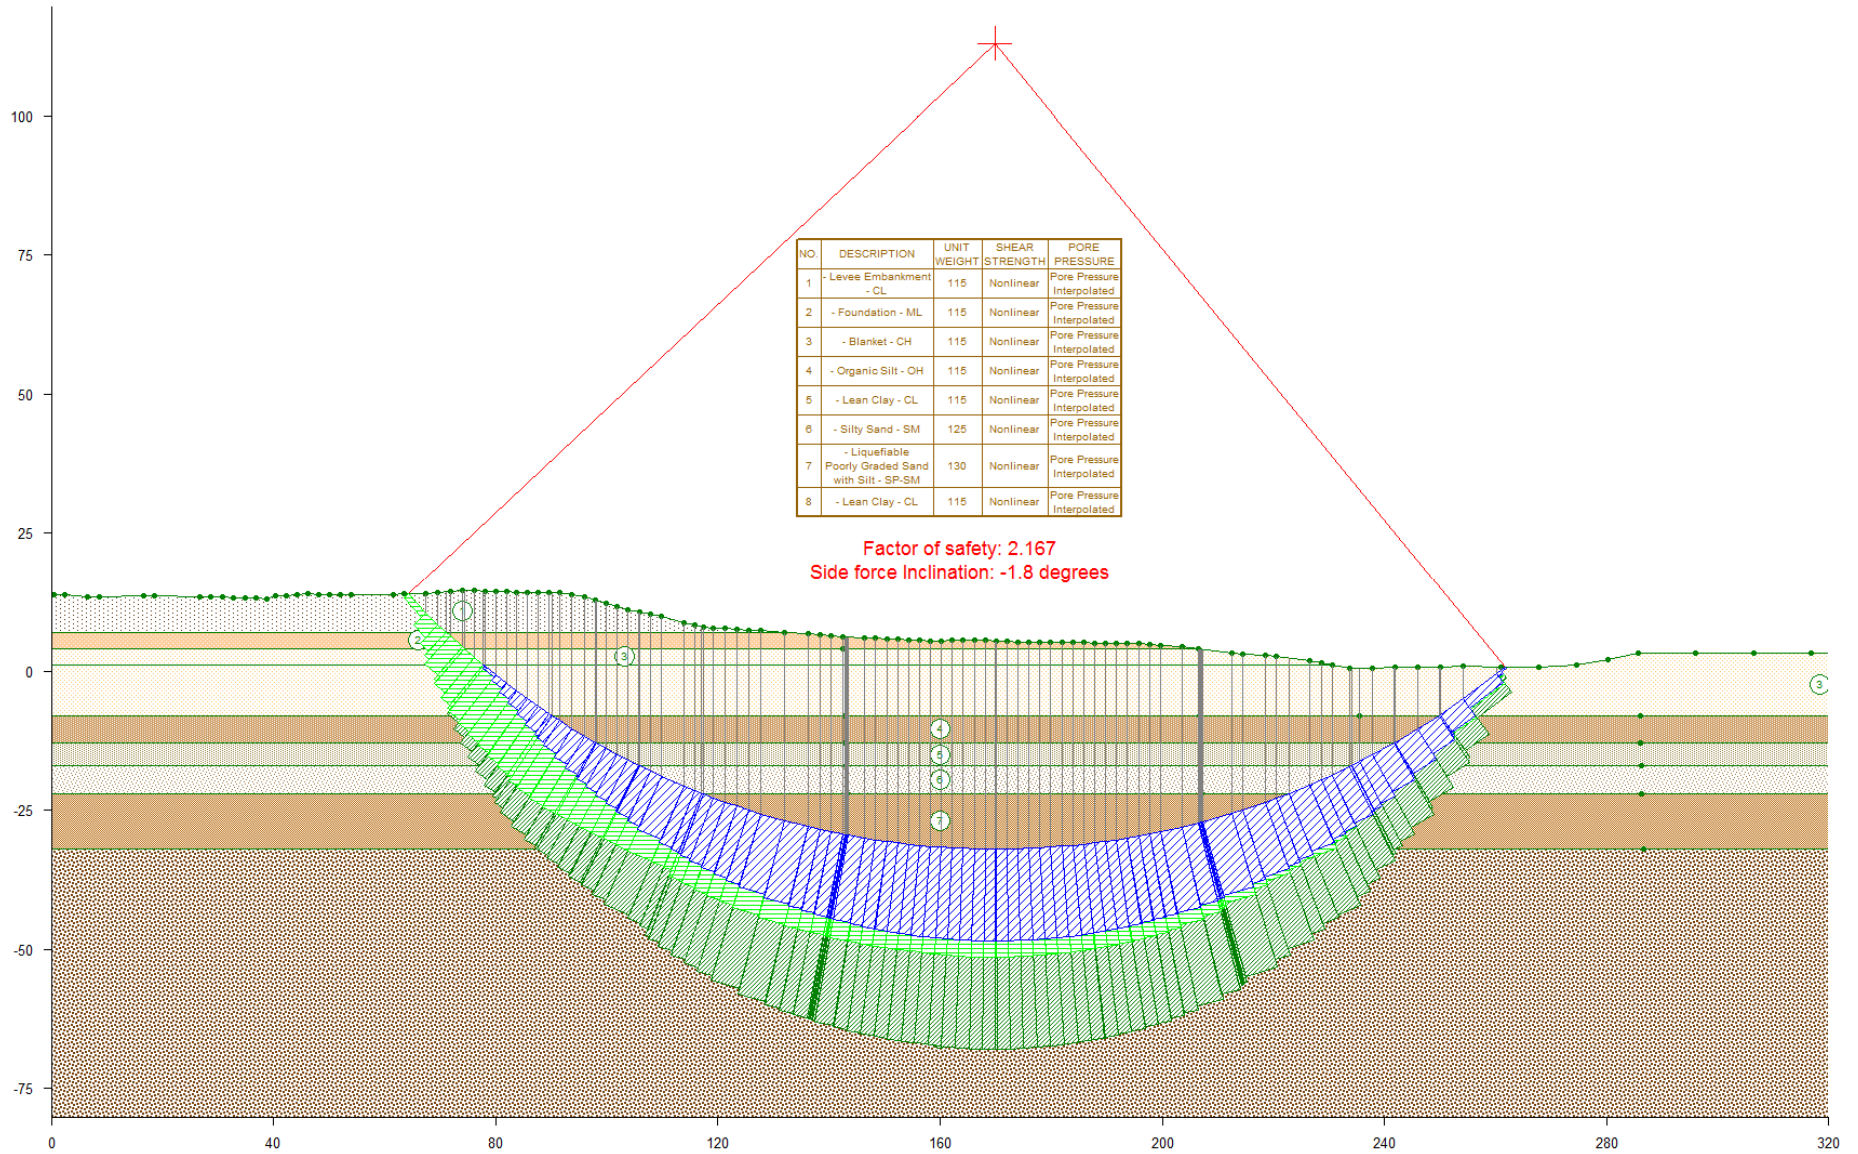 100
75
50
25
0
-25
-50
-75
0 40 80 120 160 200 240 280 320
NO. DESCRIPTION UNIT WEIGHT SHEAR STRENGTH PORE PRESSURE
1 - Levee Embankment - CL 115 Nonlinear Pore Pressure Interpolated
2 - Foundation - ML 115 Nonlinear Pore Pressure Interpolated
3 - Blanket - CH 115 Nonlinear Pore Pressure Interpolated
4 - Organic Silt - OH 115 Nonlinear Pore Pressure Interpolated
5 - Lean Clay - CL 115 Nonlinear Pore Pressure Interpolated
6 - Silty Sand - SM 125 Nonlinear Pore Pressure Interpolated
7 - Liquefiable Poorly Graded Sand with Silt - SP-SM 130 Nonlinear Pore Pressure Interpolated
8 - Lean Clay - CL 115 Nonlinear Pore Pressure Interpolated
Factor of safety: 2.167
Side force Inclination: -1.8 degrees
1
2
3
3
4
5
6
7